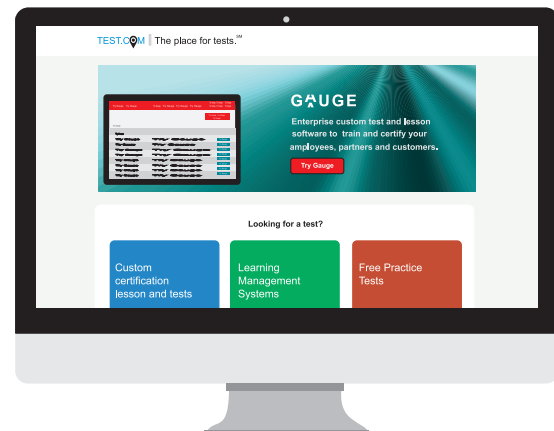 TEST.COM | The place for tests.℠
GAUGE
Enterprise custom test and lesson
software to train and certify your
amployees, partners and customers.
Try Gauge
Looking for a test?
Custom
certification
lesson and tests
Learning
Management
Systems
Free Practice
Tests